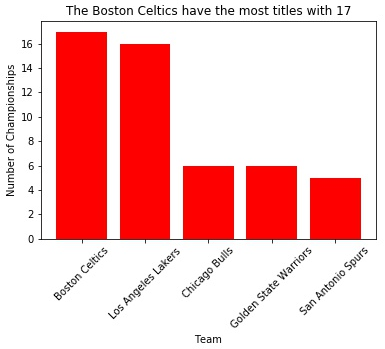 The Boston Celtics have the most titles with 17
Number of Championships
16
14
12
10
8
6
4
2
0
Boston Celtics
Los Angeles Lakers
Chicago Bulls
Golden State Warriors
San Antonio Spurs
Team